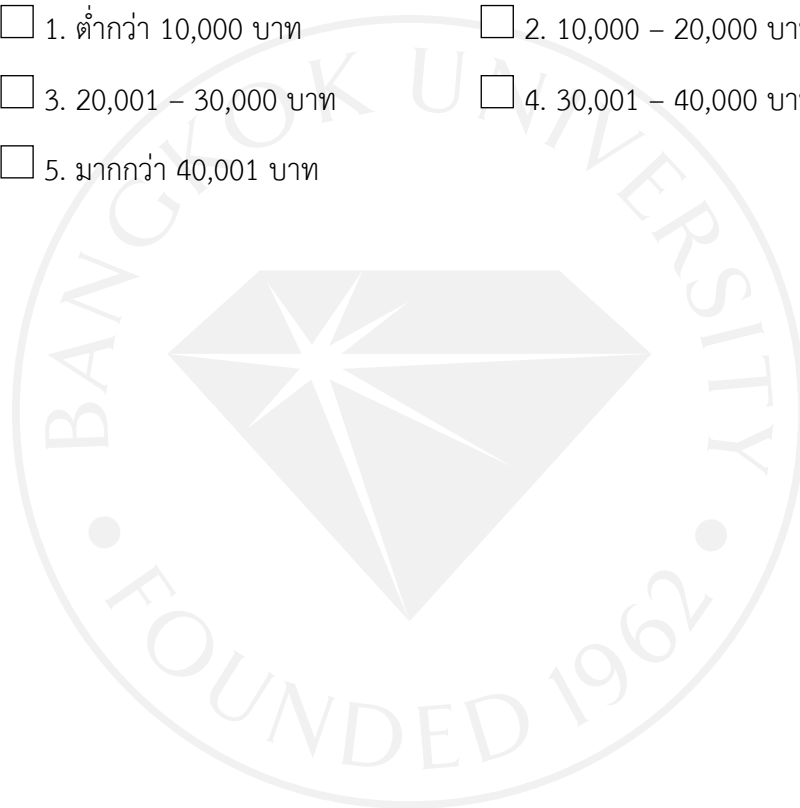 1. ต่ำกว่า 10,000 บาท 2. 10,000 – 20,000
3. 20,001 – 30,000 บาท 4. 30,001 – 40,000
5. มากกว่า 40,001 บาท
BANGKOK UNIVERSITY
FOUNDED 1962